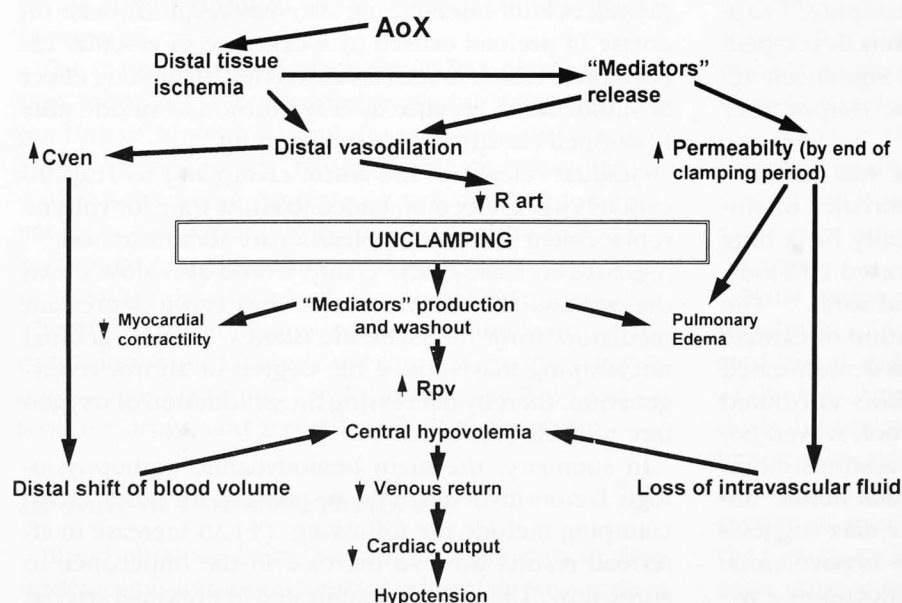 AoX
Distal tissue
ischemia
"Mediators"
release
↑ Cven
Distal vasodilation
↑ Permeabilty (by end of
clamping period)
↓ R art
UNCLAMPING
↓ Myocardial
contractility
"Mediators" production
and washout
Pulmonary
Edema
↑ Rpv
Central hypovolemia
Distal shift of blood volume
↓ Venous return
Loss of intravascular fluid
↓ Cardiac output
Hypotension